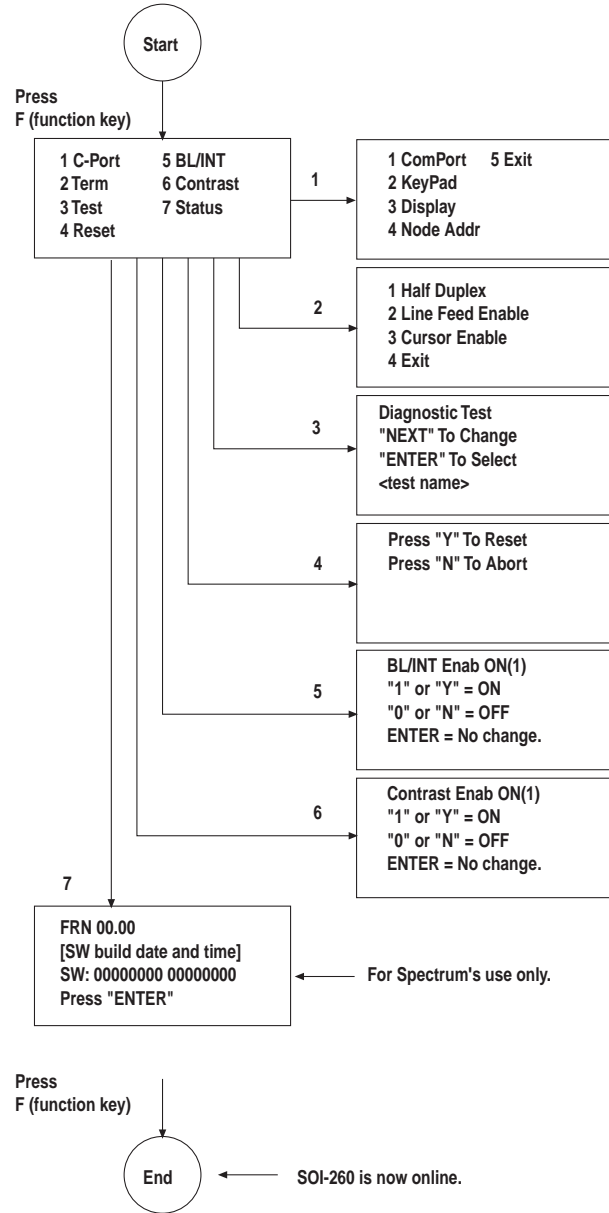 Start
Press
F (function key)
1 C-Port 5 BL/INT
2 Term 6 Contrast
3 Test 7 Status
4 Reset
1
1 ComPort 5 Exit
2 KeyPad
3 Display
4 Node Addr
2
1 Half Duplex
2 Line Feed Enable
3 Cursor Enable
4 Exit
3
Diagnostic Test
"NEXT" To Change
"ENTER" To Select
<test name>
4
Press "Y" To Reset
Press "N" To Abort
5
BL/INT Enab ON(1)
"1" or "Y" = ON
"0" or "N" = OFF
ENTER = No change.
6
Contrast Enab ON(1)
"1" or "Y" = ON
"0" or "N" = OFF
ENTER = No change.
7
FRN 00.00
[SW build date and time]
SW: 00000000 00000000
Press "ENTER"
For Spectrum's use only.
Press
F (function key)
End
SOI-260 is now online.